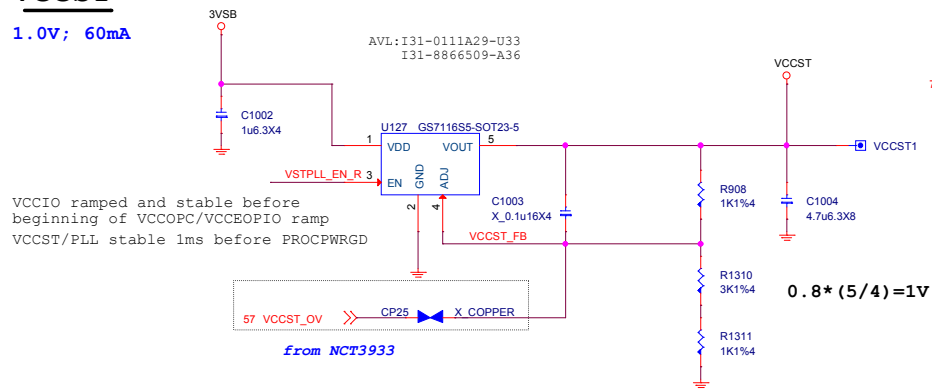 1.0V; 60mA
3VSB
AVL:I31-0111A29-U33
I31-8866509-A36
VCCST
C1002
1u6.3X4
U127 GS7116S5-SOT23-5
1
VDD
VOUT
5
VCCST1
VSTPLL_EN_R
3
EN
GND
ADJ
2
4
C1003
X_0.1u16X4
R908
1K1%4
C1004
4.7u6.3X8
VCCIO ramped and stable before
beginning of VCCOPC/VCCEOPIO ramp
VCCST/PLL stable 1ms before PROCPWRGD
VCCST_FB
R1310
3K1%4
0.8*(5/4)=1V
57 VCCST_OV
CP25
X_COPPER
R1311
1K1%4
from NCT3933